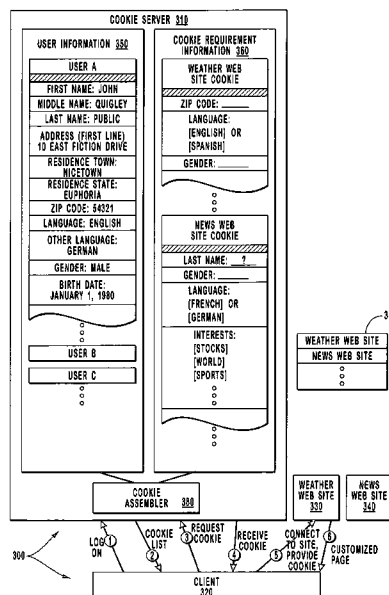 COOKIE SERVER 310
USER INFORMATION 350
USER A
FIRST NAME: JOHN
MIDDLE NAME: QUIGLEY
LAST NAME: PUBLIC
ADDRESS (FIRST LINE)
10 EAST FICTION DRIVE
RESIDENCE TOWN:
NICETOWN
RESIDENCE STATE:
EUPHORIA
ZIP CODE: 54321
LANGUAGE: ENGLISH
OTHER LANGUAGE:
GERMAN
GENDER: MALE
BIRTH DATE:
JANUARY 1, 1980
USER B
USER C
COOKIE REQUIREMENT
INFORMATION 360
WEATHER WEB
SITE COOKIE
ZIP CODE: ______
LANGUAGE:
[ENGLISH] OR
[SPANISH]
GENDER: ______
NEWS WEB
SITE COOKIE
LAST NAME: __?__
GENDER: ______
LANGUAGE:
(FRENCH] OR
[GERMAN]
INTERESTS:
[STOCKS]
[WORLD]
[SPORTS]
3
WEATHER WEB SITE
NEWS WEB SITE
COOKIE
ASSEMBLER 380
WEATHER
WEB SITE
330
NEWS
WEB SITE
340
300
LOG
ON
1
COOKIE
LIST
2
REQUEST
COOKIE
3
RECEIVE
COOKIE
4
CONNECT
TO SITE,
PROVIDE
COOKIE
5
CUSTOMIZED
PAGE
6
CLIENT
320